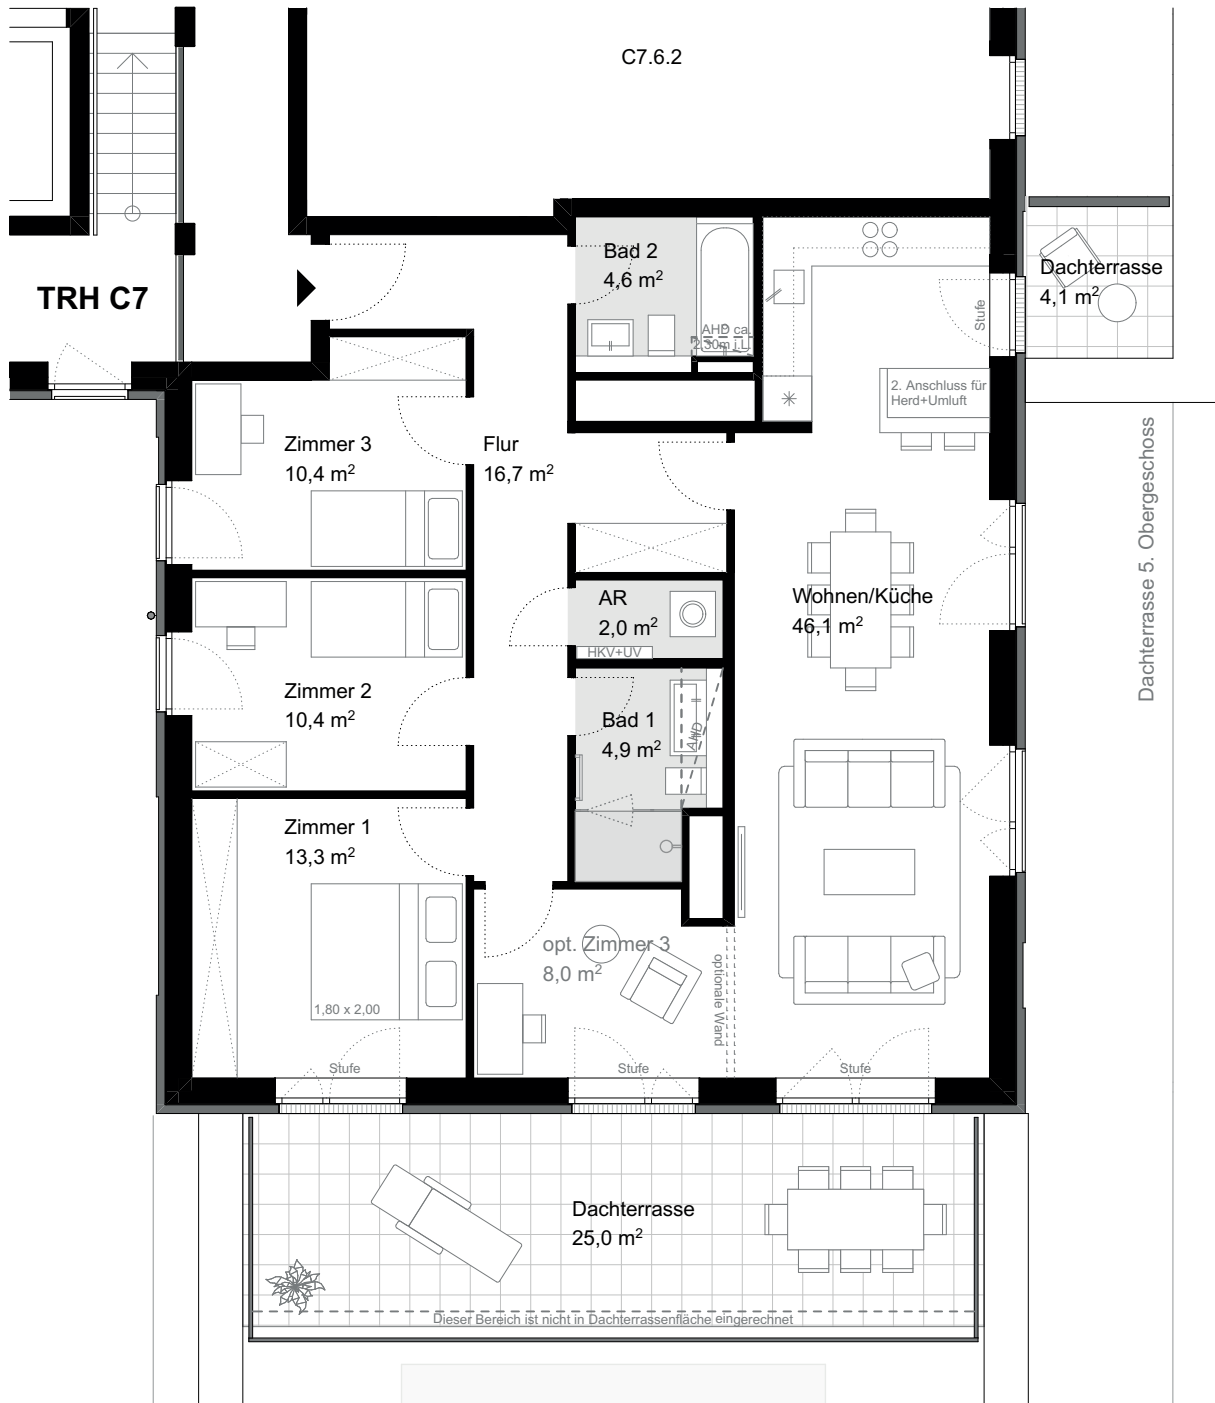 C7.6.2
TRH C7
Bad 2
4,6 m²
AHD ca.
2,30m i.L.
Stufe
Dachterrasse
4,1 m²
2. Anschluss für
Herd+Umluft
Zimmer 3
10,4 m²
Flur
16,7 m²
Dachterrasse 5. Obergeschoss
AR
2,0 m²
HKV+UV
Wohnen/Küche
46,1 m²
Zimmer 2
10,4 m²
Bad 1
4,9 m²
AHD
Zimmer 1
13,3 m²
opt. Zimmer 3
8,0 m²
optionale Wand
1,80 x 2,00
Stufe
Stufe
Stufe
Dachterrasse
25,0 m²
Dieser Bereich ist nicht in Dachterrassenfläche eingerechnet